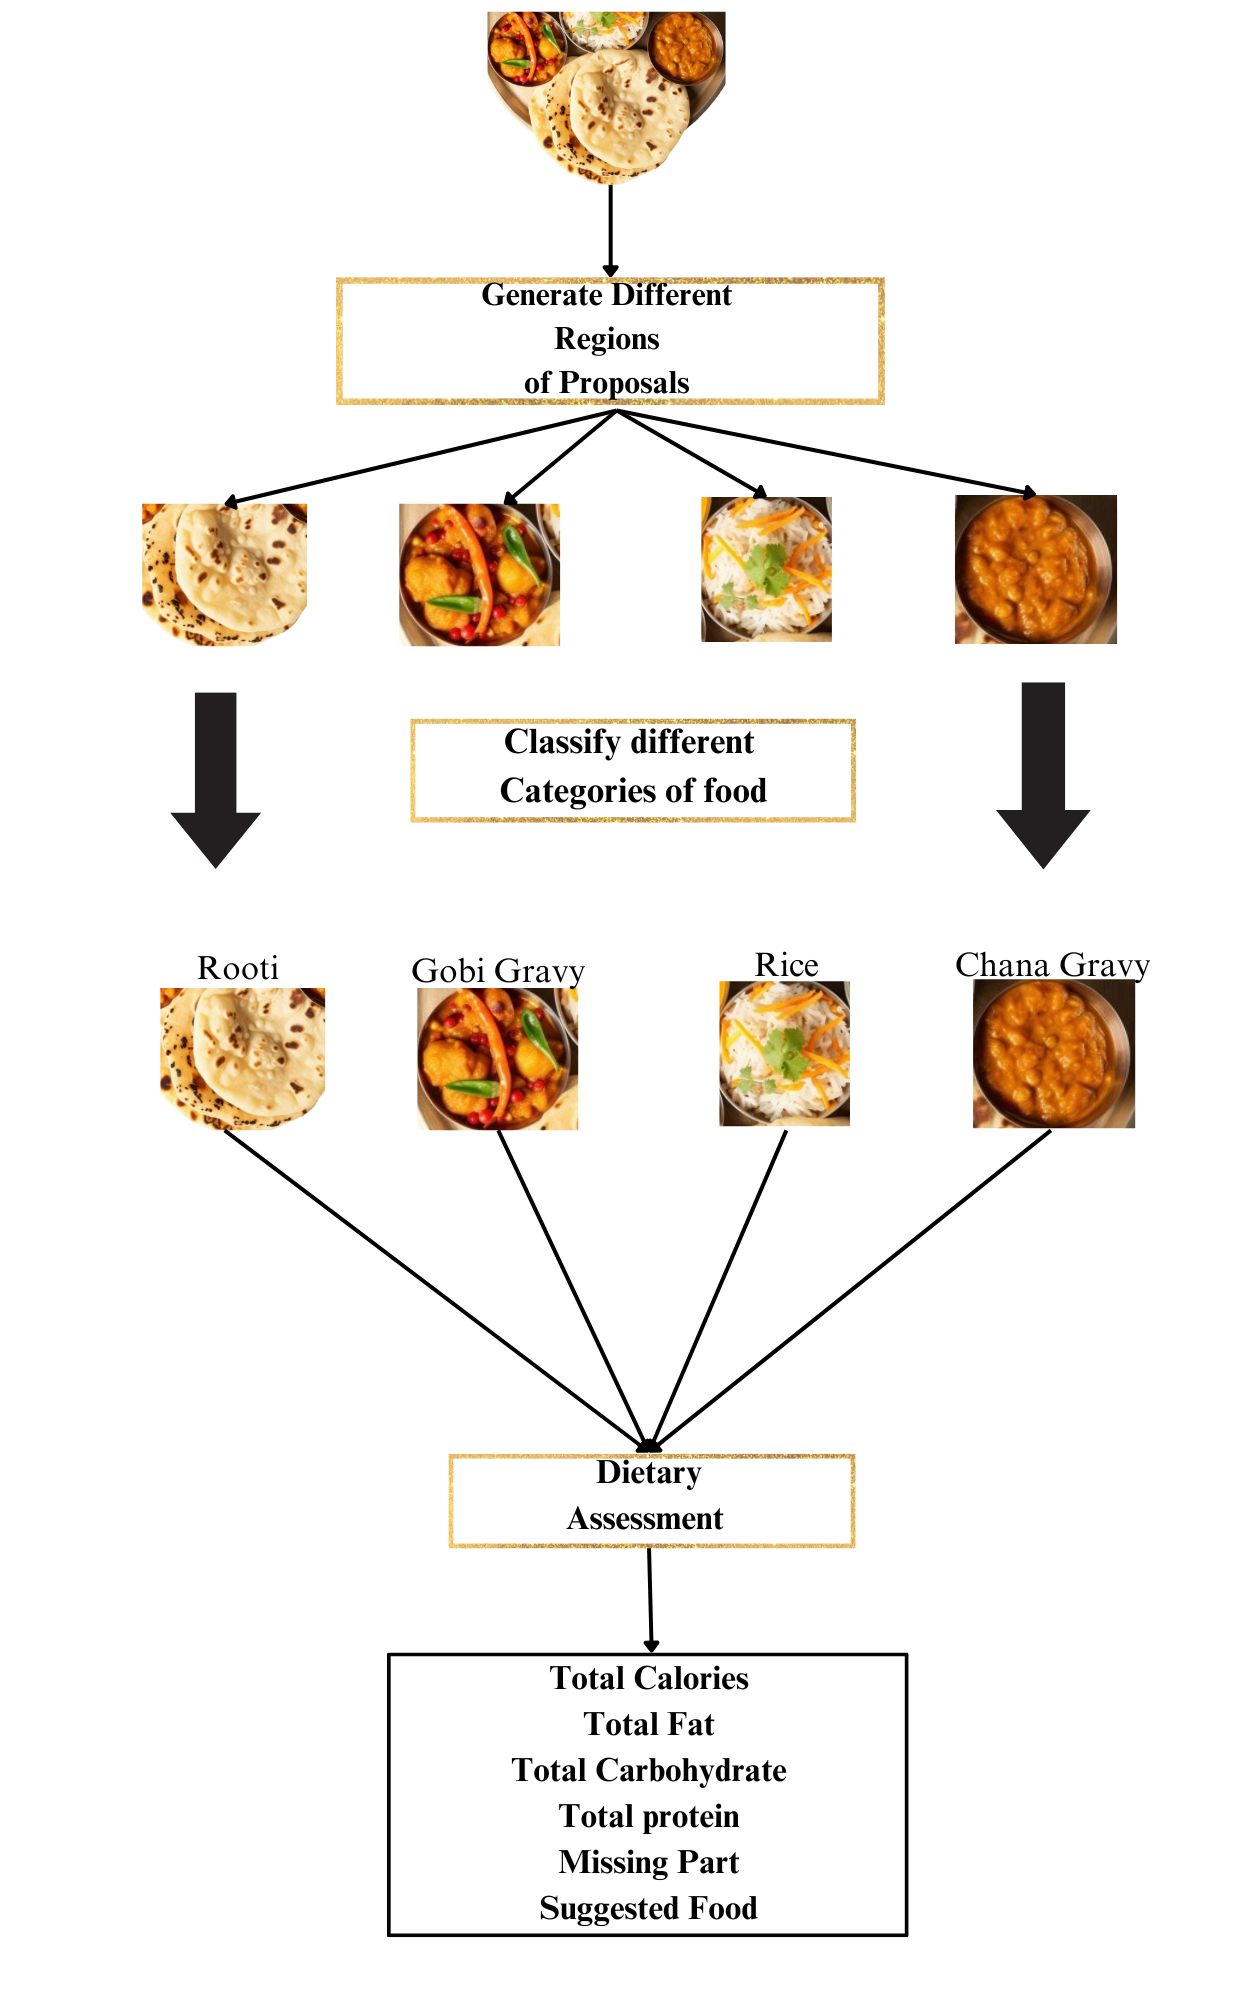 Generate Different
Regions
of Proposals
Classify different
Categories of food
Rooti
Gobi Gravy
Rice
Chana Gravy
Dietary
Assessment
Total Calories
Total Fat
Total Carbohydrate
Total protein
Missing Part
Suggested Food